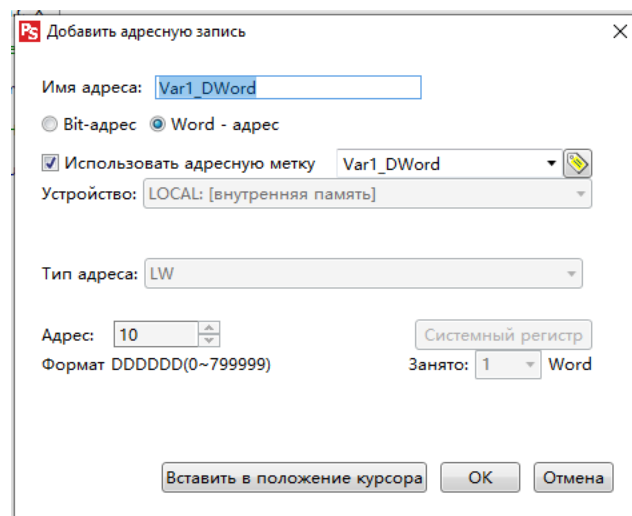 PS Добавить адресную запись
Имя адреса: Var1_DWord
Bit-адрес Word - адрес
Использовать адресную метку Var1_DWord
Устройство: LOCAL: [внутренняя память]
Тип адреса: LW
Адрес: 10 Системный регистр
Формат DDDDDD(0~799999) Занято: 1 Word
Вставить в положение курсора OK Отмена